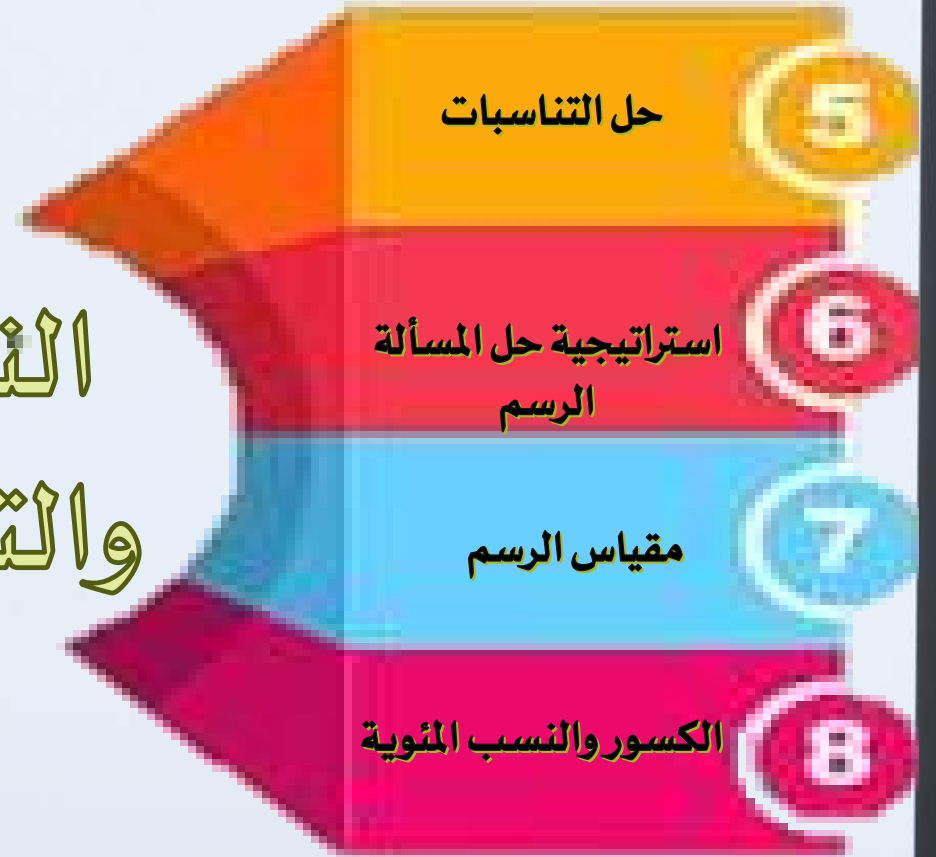 5
حل التناسبات
6
استراتيجية حل المسألة
الرسم
7
مقياس الرسم
8
الكسور والنسب المئوية